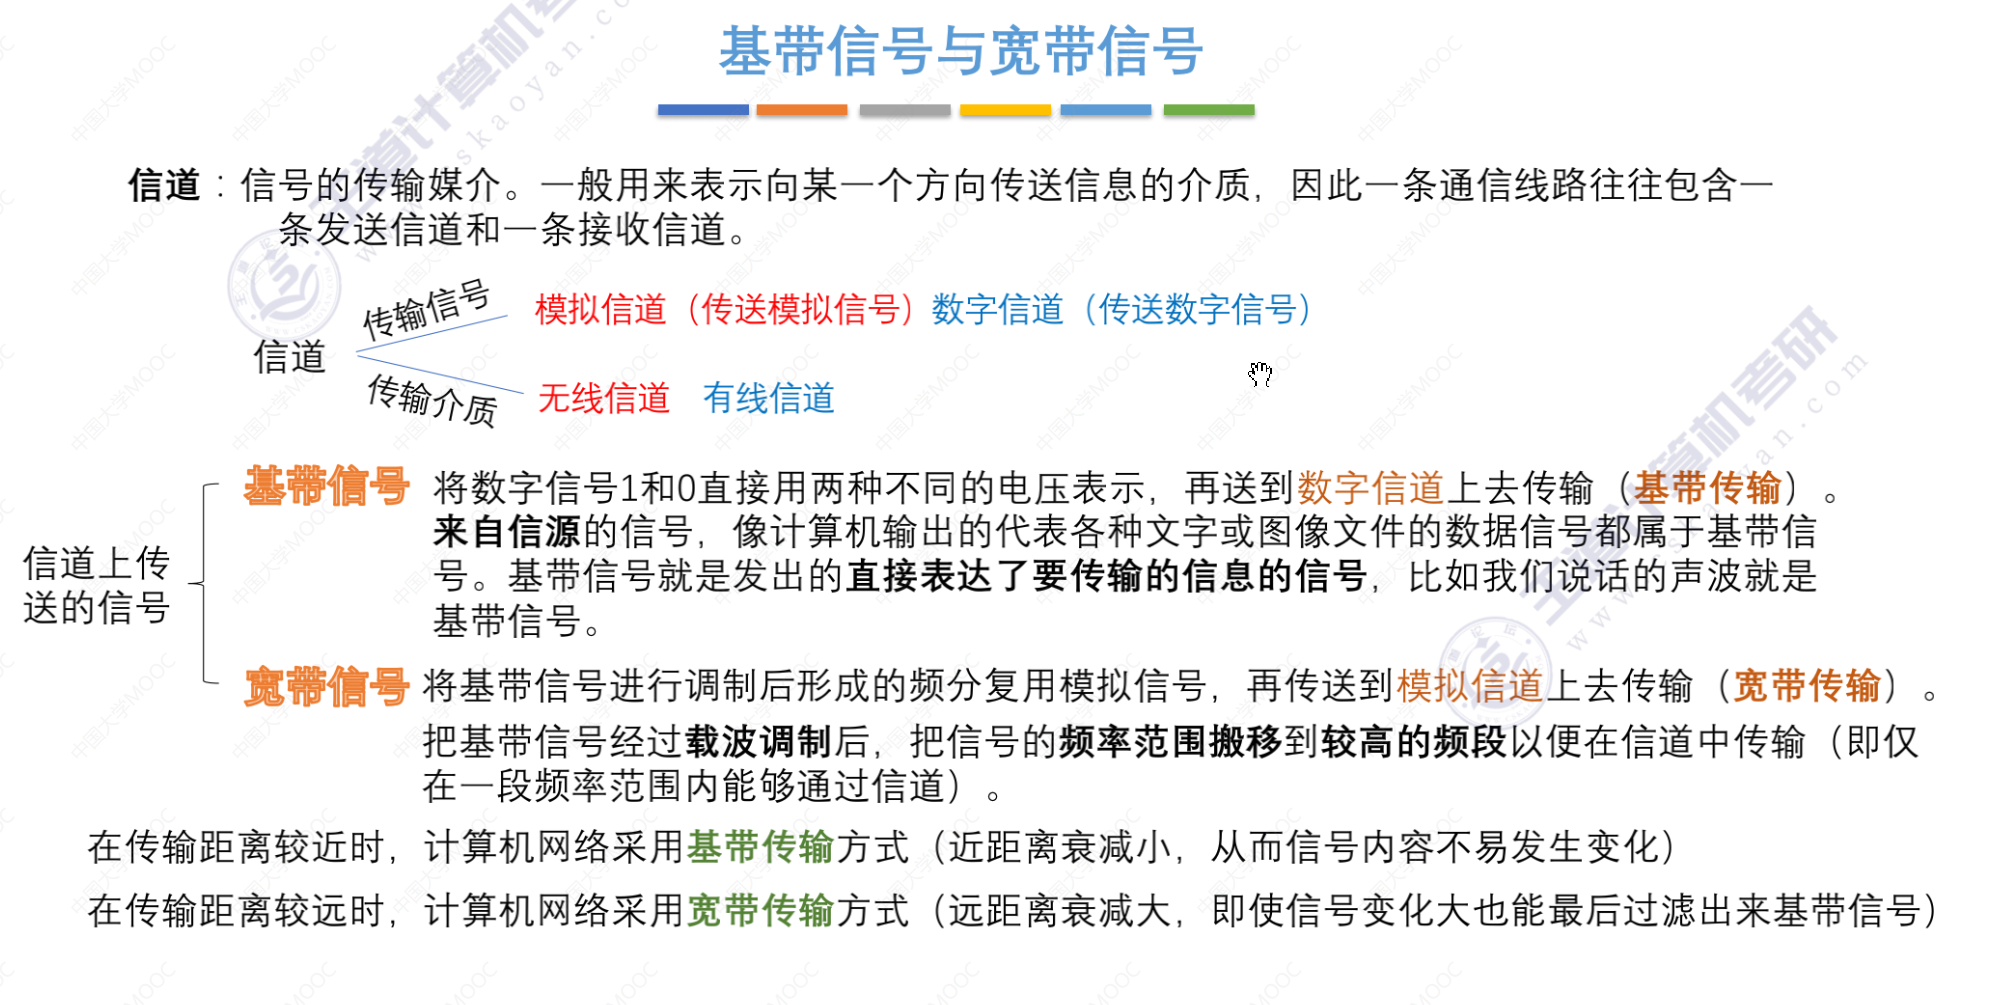 基带信号与宽带信号
信道：信号的传输媒介。一般用来表示向某一个方向传送信息的介质，因此一条通信线路往往包含一
条发送信道和一条接收信道。
传输信号
模拟信道（传送模拟信号）数字信道（传送数字信号）
信道
传输介质
无线信道 有线信道
基带信号 将数字信号1和0直接用两种不同的电压表示，再送到数字信道上去传输（基带传输）。
来自信源的信号，像计算机输出的代表各种文字或图像文件的数据信号都属于基带信
号。基带信号就是发出的直接表达了要传输的信息的信号，比如我们说话的声波就是
基带信号。
信道上传
送的信号
宽带信号 将基带信号进行调制后形成的频分复用模拟信号，再传送到模拟信道上去传输（宽带传输）。
把基带信号经过载波调制后，把信号的频率范围搬移到较高的频段以便在信道中传输（即仅
在一段频率范围内能够通过信道）。
在传输距离较近时，计算机网络采用基带传输方式（近距离衰减小，从而信号内容不易发生变化）
在传输距离较远时，计算机网络采用宽带传输方式（远距离衰减大，即使信号变化大也能最后过滤出来基带信号）
王道计算机考研
中国大学MOOC